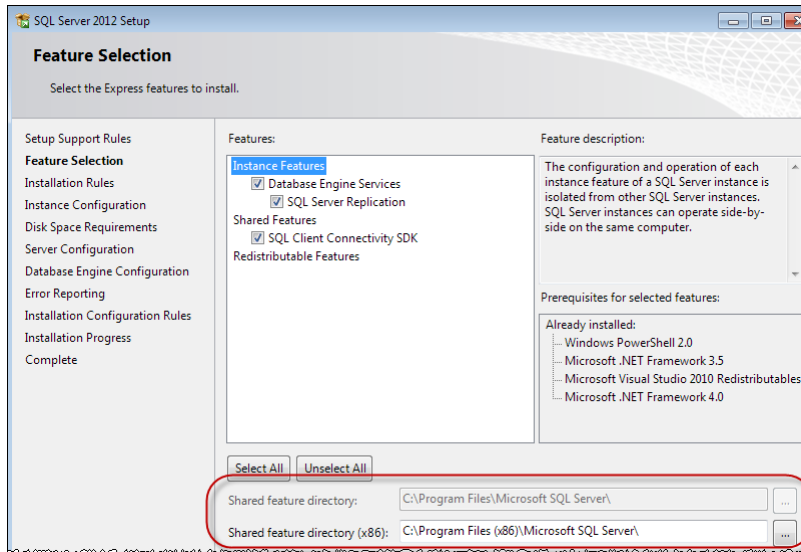 SQL Server 2012 Setup
Feature Selection
Select the Express features to install.
Setup Support Rules
Feature Selection
Installation Rules
Instance Configuration
Disk Space Requirements
Server Configuration
Database Engine Configuration
Error Reporting
Installation Configuration Rules
Installation Progress
Complete
Features:
Instance Features
Database Engine Services
SQL Server Replication
Shared Features
SQL Client Connectivity SDK
Redistributable Features
Feature description:
The configuration and operation of each
instance feature of a SQL Server instance is
isolated from other SQL Server instances.
SQL Server instances can operate side-by-
side on the same computer.
Prerequisites for selected features:
Already installed:
Windows PowerShell 2.0
Microsoft .NET Framework 3.5
Microsoft Visual Studio 2010 Redistributables
Microsoft .NET Framework 4.0
Select All
Unselect All
Shared feature directory:
C:\Program Files\Microsoft SQL Server\
...
Shared feature directory (x86):
C:\Program Files (x86)\Microsoft SQL Server\
...